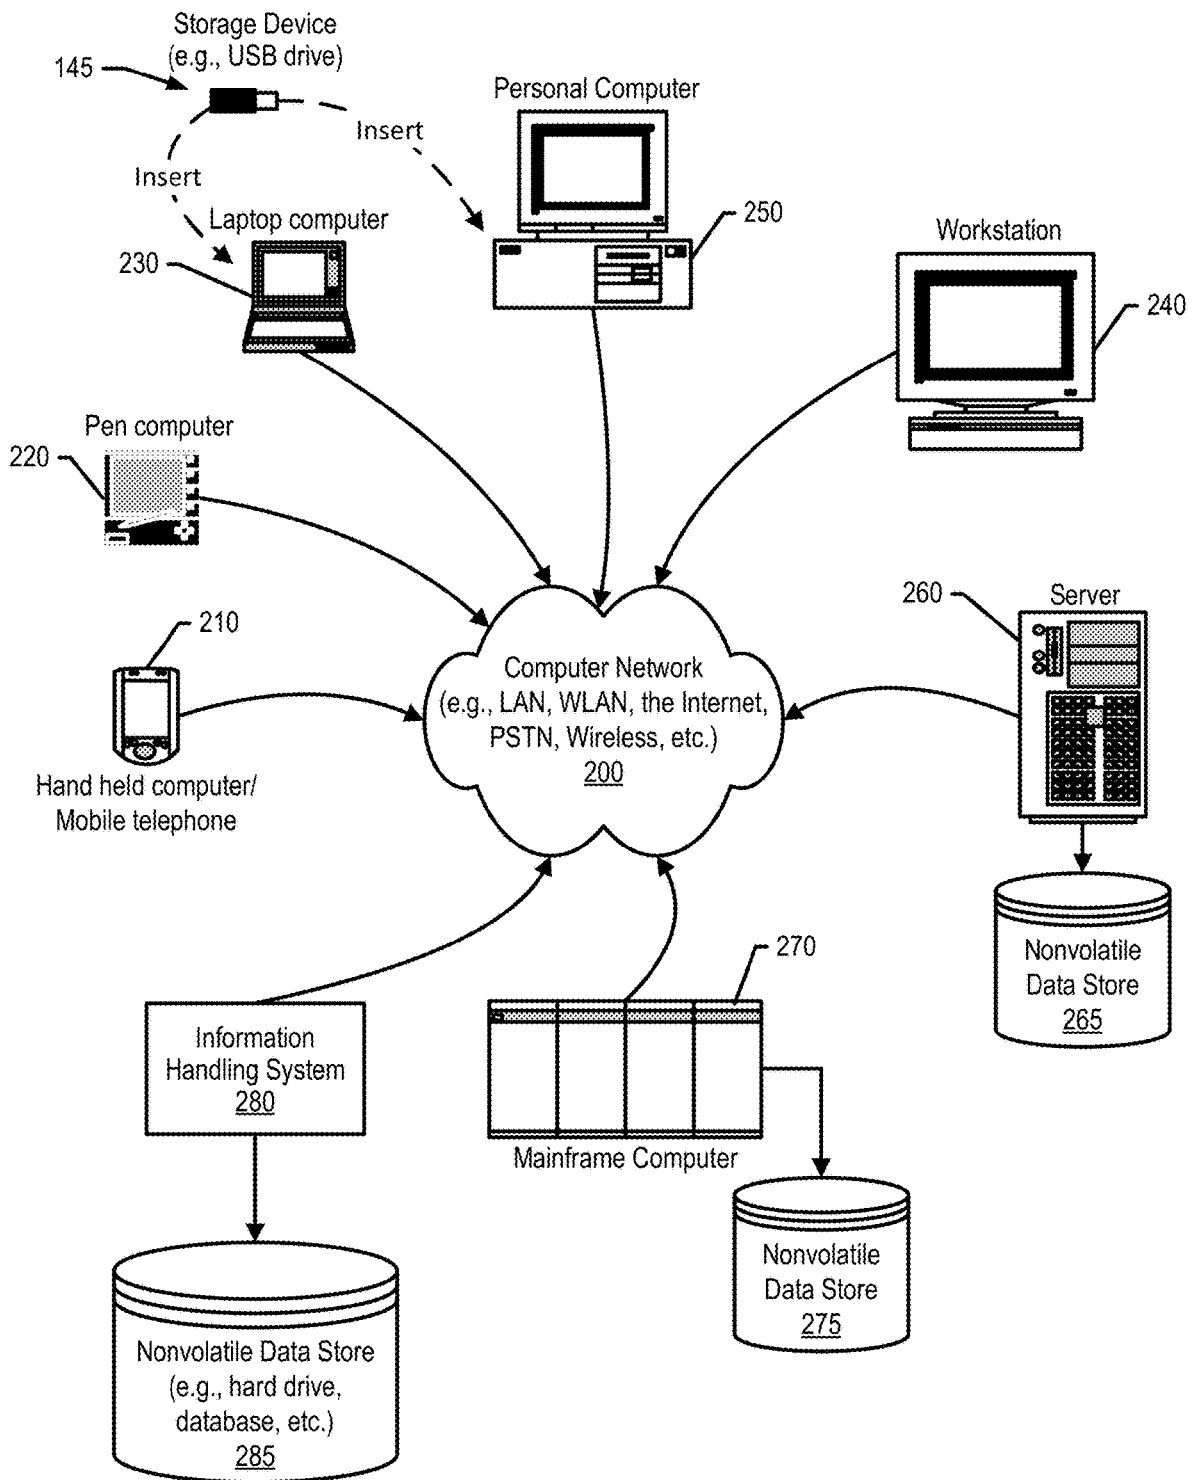 Storage Device
(e.g., USB drive)
145
Insert
Insert
Personal Computer
250
Laptop computer
230
Workstation
240
Pen computer
220
260
Server
210
Hand held computer/
Mobile telephone
Computer Network
(e.g., LAN, WLAN, the Internet,
PSTN, Wireless, etc.)
200
Nonvolatile
Data Store
265
270
Mainframe Computer
Information
Handling System
280
Nonvolatile
Data Store
275
Nonvolatile Data Store
(e.g., hard drive,
database, etc.)
285